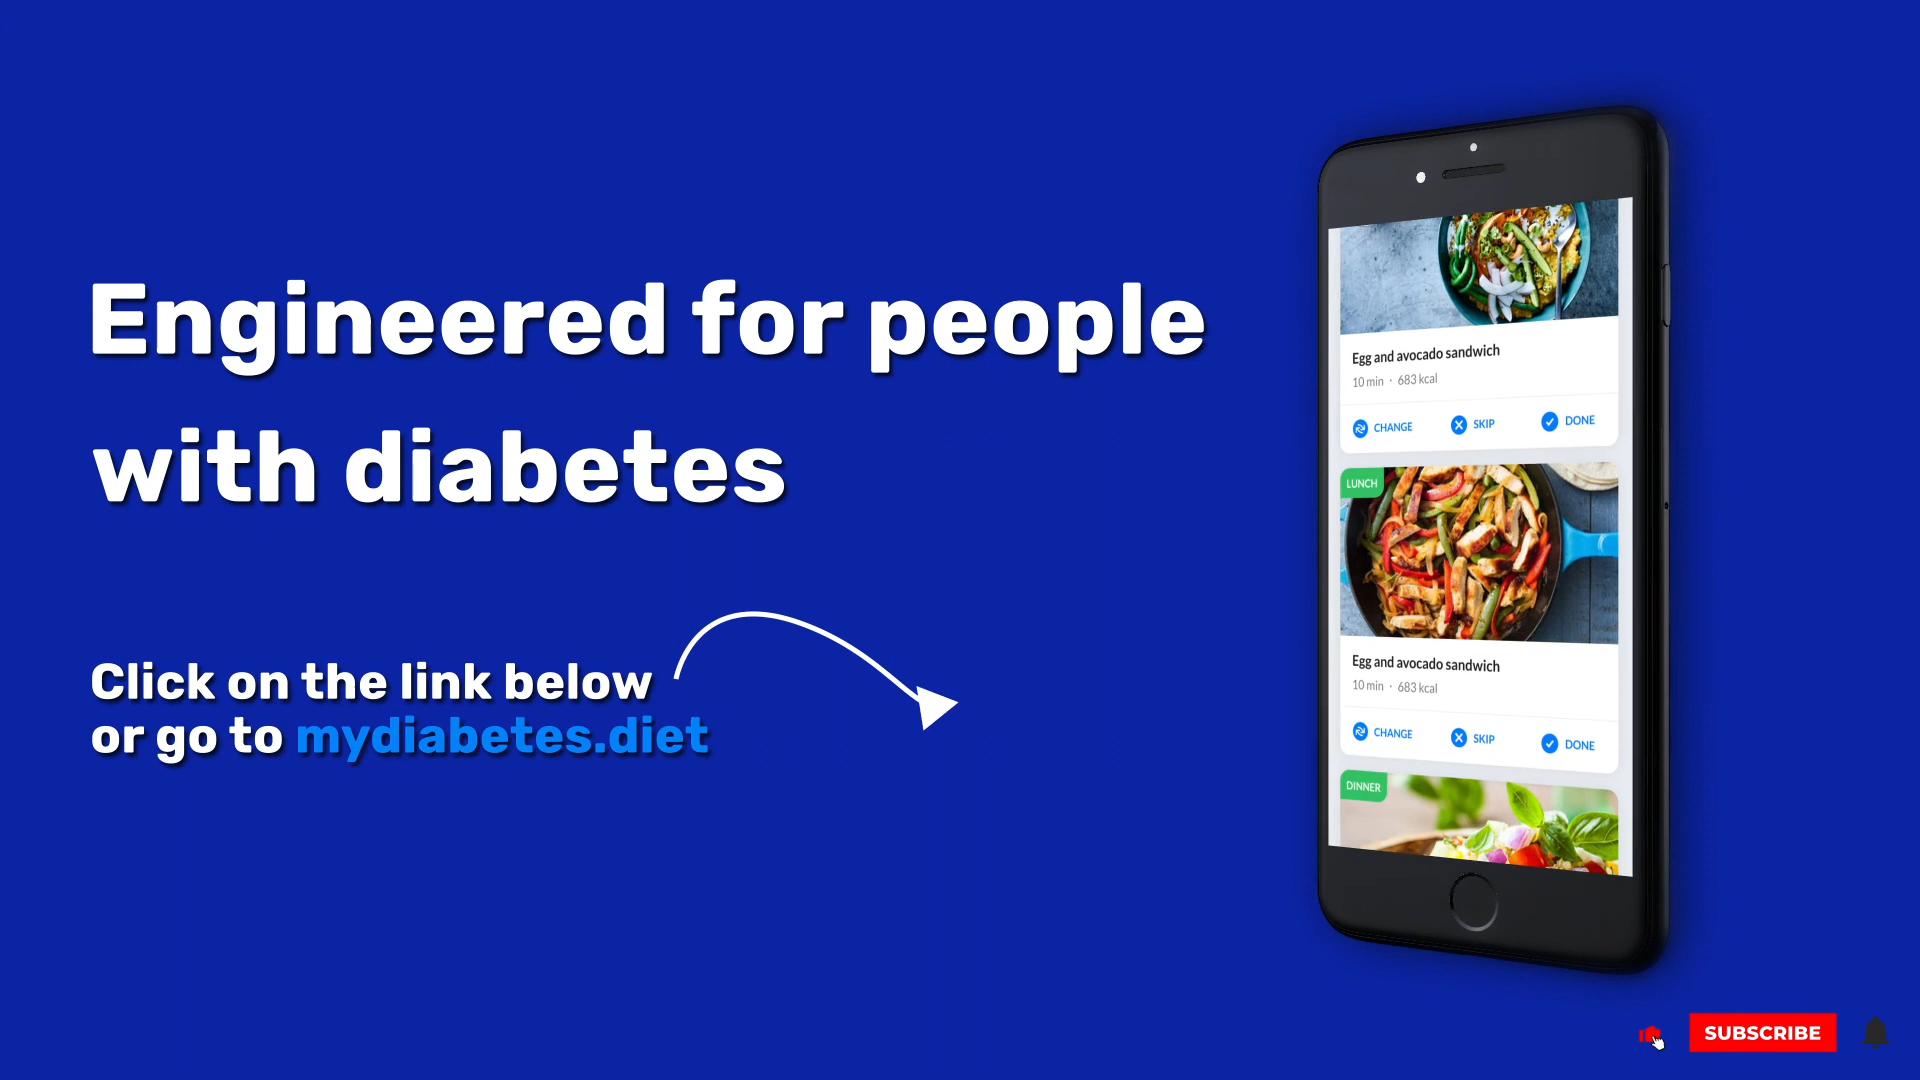 Engineered for people
with diabetes
Click on the link below
or go to mydiabetes.diet
Egg and avocado sandwich
10 min · 683 kcal
CHANGE SKIP DONE
LUNCH
Egg and avocado sandwich
10 min · 683 kcal
CHANGE SKIP DONE
DINNER
SUBSCRIBE